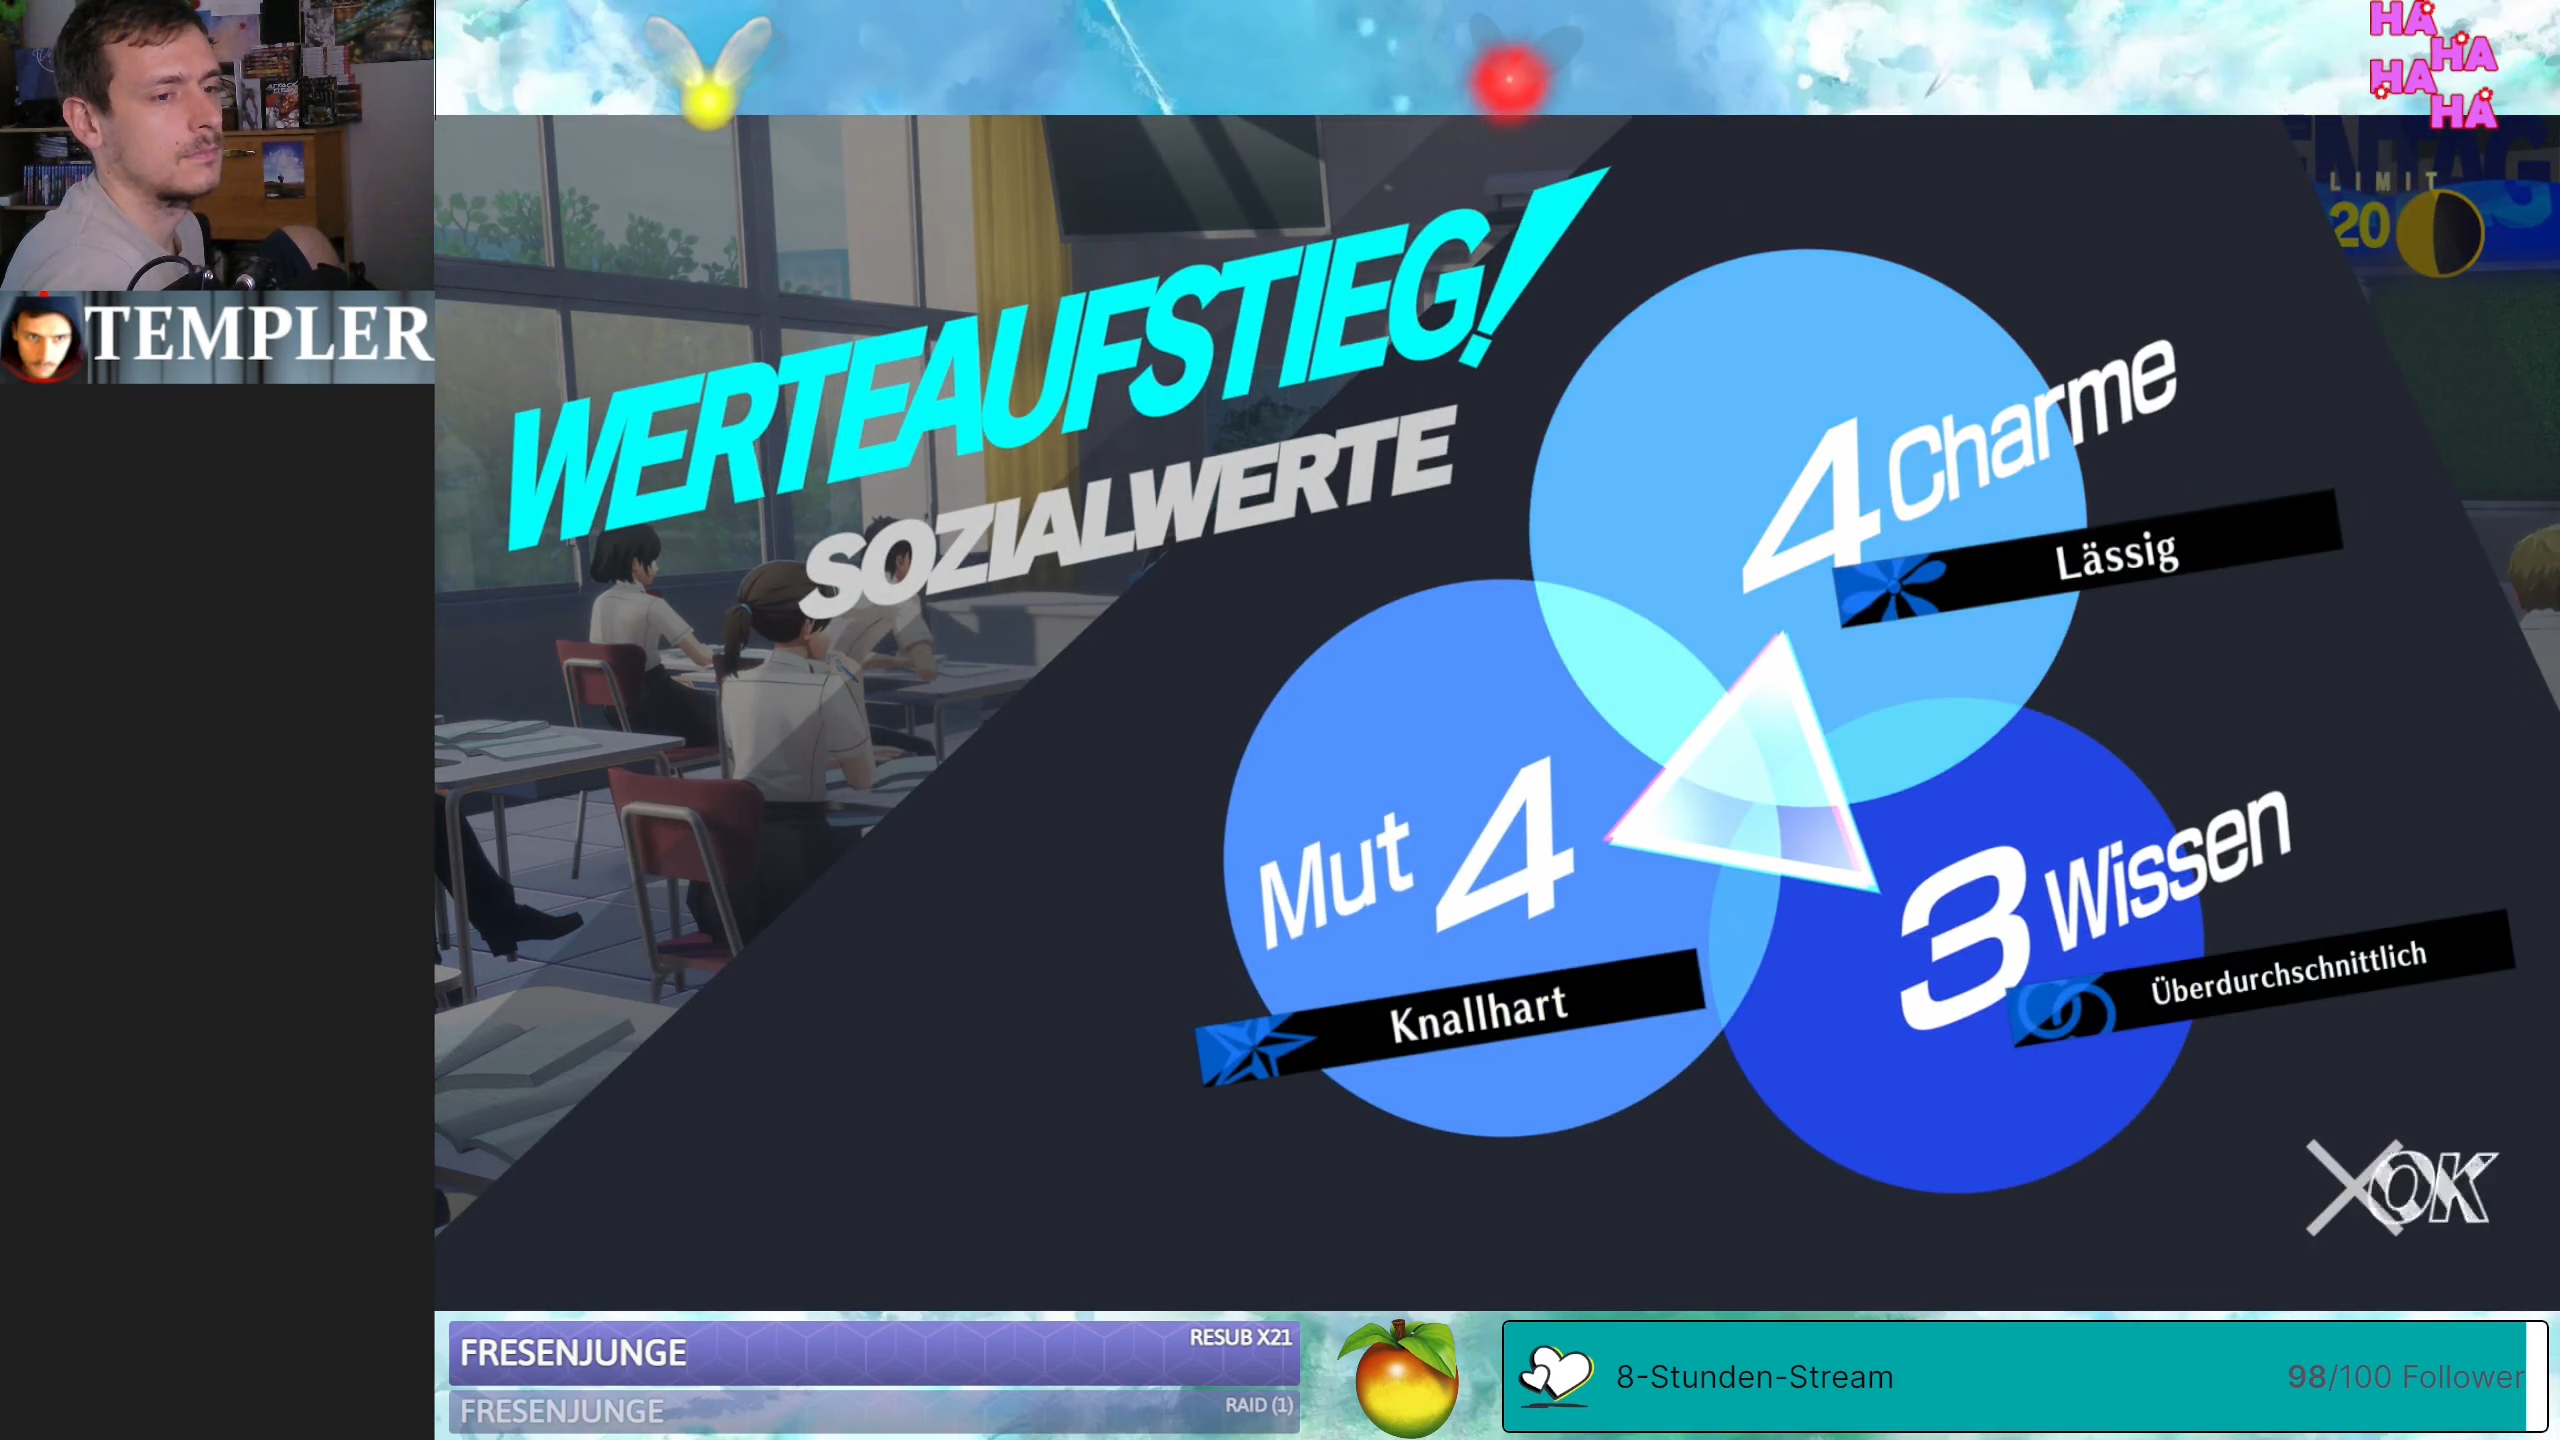 HA
HA
HA
HA
TEMPLER
ENTAG
LIMIT
20
WERTEAUFSTIEG!
SOZIALWERTE
4 Charme
Lässig
Mut 4
Knallhart
3 Wissen
Überdurchschnittlich
OK
FRESENJUNGE
RESUB X21
FRESENJUNGE
RAID (1)
8-Stunden-Stream
98/100 Follower